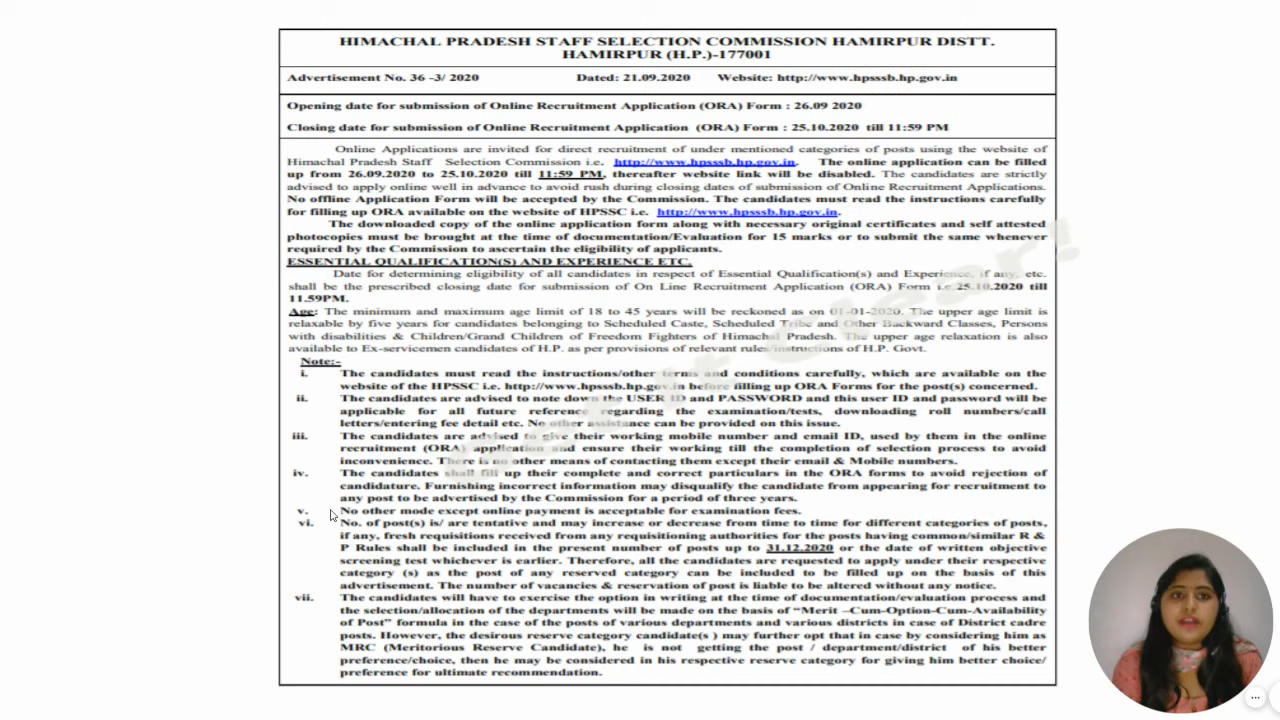 HIMACHAL PRADESH STAFF SELECTION COMMISSION HAMIRPUR DISTT.
HAMIRPUR (H.P.)-177001
Advertisement No. 36 -3/ 2020 Dated: 21.09.2020 Website: http://www.hpsssb.hp.gov.in
Opening date for submission of Online Recruitment Application (ORA) Form : 26.09 2020
Closing date for submission of Online Recruitment Application (ORA) Form : 25.10.2020 till 11:59 PM
Online Applications are invited for direct recruitment of under mentioned categories of posts using the website of
Himachal Pradesh Staff Selection Commission i.e. http://www.hpsssb.hp.gov.in. The online application can be filled
up from 26.09.2020 to 25.10.2020 till 11:59 PM, thereafter website link will be disabled. The candidates are strictly
advised to apply online well in advance to avoid rush during closing dates of submission of Online Recruitment Applications.
No offline Application Form will be accepted by the Commission. The candidates must read the instructions carefully
for filling up ORA available on the website of HPSSC i.e. http://www.hpsssb.hp.gov.in.
The downloaded copy of the online application form along with necessary original certificates and self attested
photocopies must be brought at the time of documentation/Evaluation for 15 marks or to submit the same whenever
required by the Commission to ascertain the eligibility of applicants.
ESSENTIAL QUALIFICATION(S) AND EXPERIENCE ETC.
Date for determining eligibility of all candidates in respect of Essential Qualification(s) and Experience, if any, etc.
shall be the prescribed closing date for submission of On Line Recruitment Application (ORA) Form i.e.25.10.2020 till
11.59PM.
Age: The minimum and maximum age limit of 18 to 45 years will be reckoned as on 01-01-2020. The upper age limit is
relaxable by five years for candidates belonging to Scheduled Caste, Scheduled Tribe and Other Backward Classes, Persons
with disabilities & Children/Grand Children of Freedom Fighters of Himachal Pradesh. The upper age relaxation is also
available to Ex-servicemen candidates of H.P. as per provisions of relevant rules/instructions of H.P. Govt.
Note:-
i. The candidates must read the instructions/other terms and conditions carefully, which are available on the
website of the HPSSC i.e. http://www.hpsssb.hp.gov.in before filling up ORA Forms for the post(s) concerned.
ii. The candidates are advised to note down the USER ID and PASSWORD and this user ID and password will be
applicable for all future reference regarding the examination/tests, downloading roll numbers/call
letters/entering fee detail etc. No other assistance can be provided on this issue.
iii. The candidates are advised to give their working mobile number and email ID, used by them in the online
recruitment (ORA) application and ensure their working till the completion of selection process to avoid
inconvenience. There is no other means of contacting them except their email & Mobile numbers.
iv. The candidates shall fill up their complete and correct particulars in the ORA forms to avoid rejection of
candidature. Furnishing incorrect information may disqualify the candidate from appearing for recruitment to
any post to be advertised by the Commission for a period of three years.
v. No other mode except online payment is acceptable for examination fees.
vi. No. of post(s) is/ are tentative and may increase or decrease from time to time for different categories of posts,
if any, fresh requisitions received from any requisitioning authorities for the posts having common/similar R &
P Rules shall be included in the present number of posts up to 31.12.2020 or the date of written objective
screening test whichever is earlier. Therefore, all the candidates are requested to apply under their respective
category (s) as the post of any reserved category can be included to be filled up on the basis of this
advertisement. The number of vacancies & reservation of post is liable to be altered without any notice.
vii. The candidates will have to exercise the option in writing at the time of documentation/evaluation process and
the selection/allocation of the departments will be made on the basis of “Merit –Cum-Option-Cum-Availability
of Post” formula in the case of the posts of various departments and various districts in case of District cadre
posts. However, the desirous reserve category candidate(s ) may further opt that in case by considering him as
MRC (Meritorious Reserve Candidate), he is not getting the post / department/district of his better
preference/choice, then he may be considered in his respective reserve category for giving him better choice/
preference for ultimate recommendation.